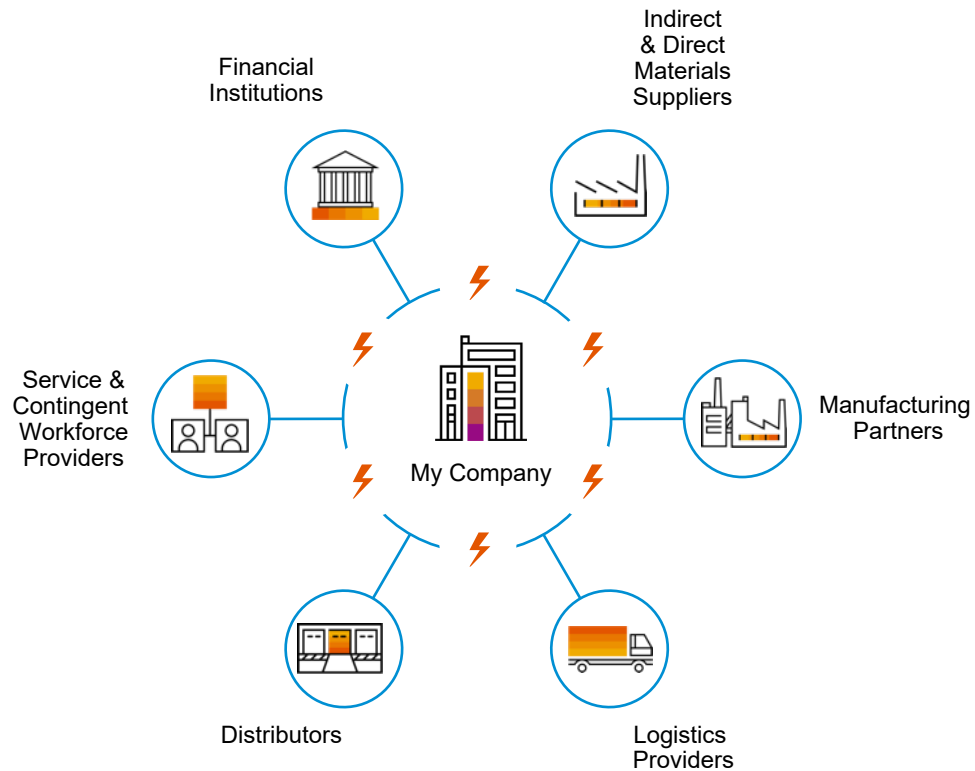 Financial
Institutions
Indirect
& Direct
Materials
Suppliers
Service &
Contingent
Workforce
Providers
My Company
Manufacturing
Partners
Distributors
Logistics
Providers